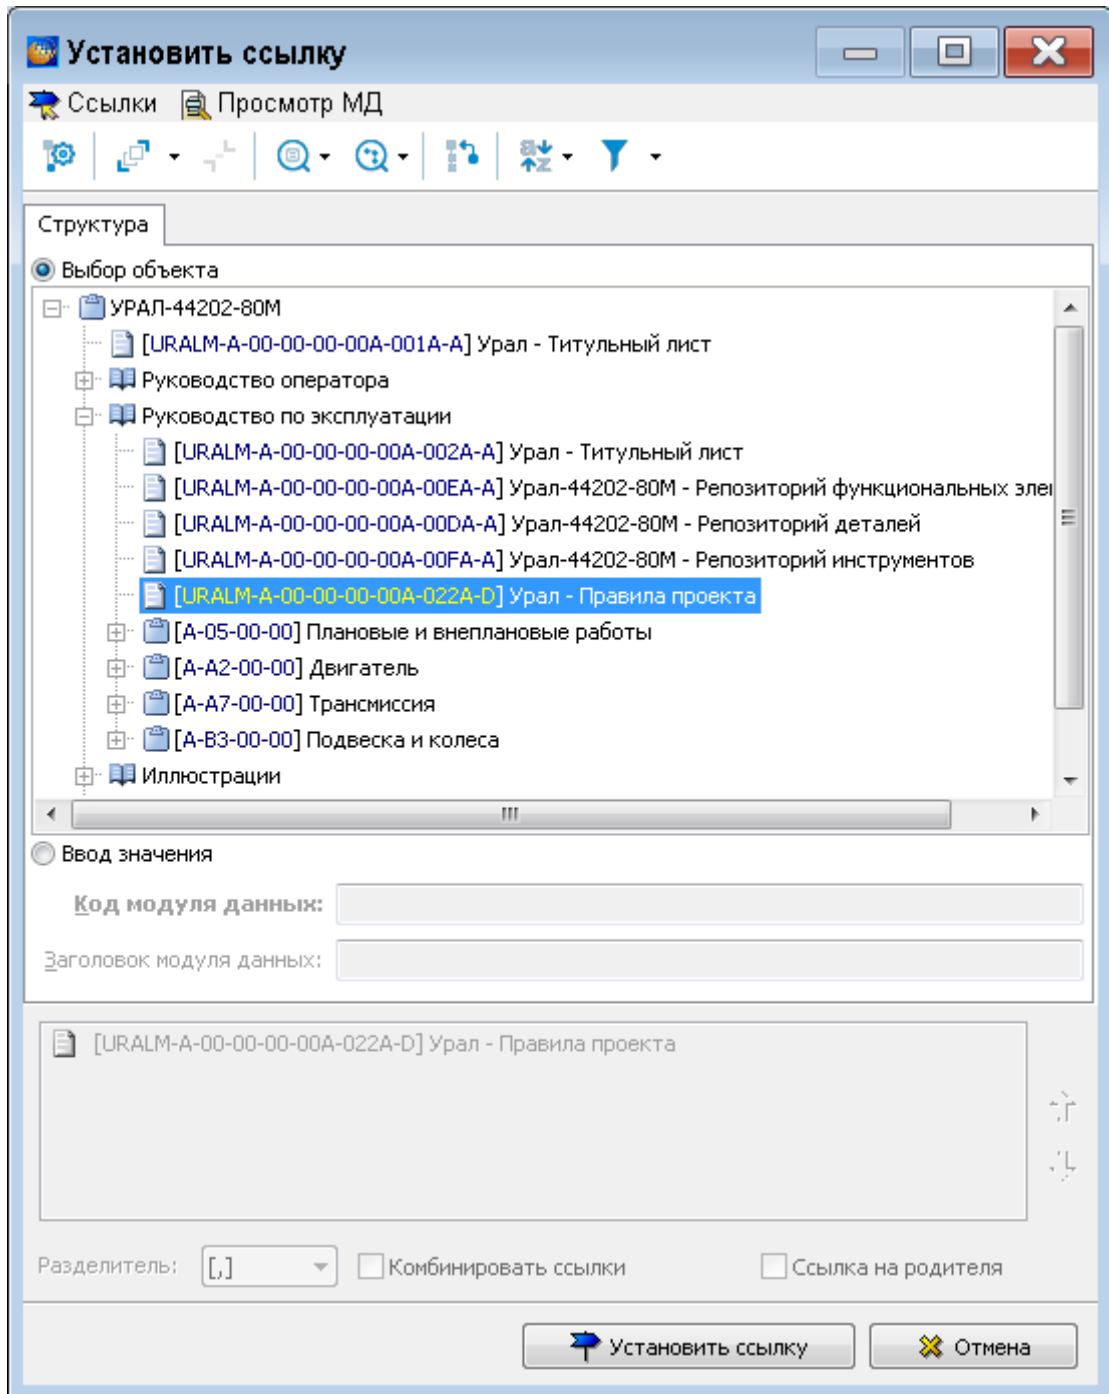 Установить ссылку
Ссылки Просмотр МД
Структура
Выбор объекта
УРАЛ-44202-80М
[URALM-A-00-00-00-00A-001A-A] Урал - Титульный лист
Руководство оператора
Руководство по эксплуатации
[URALM-A-00-00-00-00A-002A-A] Урал - Титульный лист
[URALM-A-00-00-00-00A-00EA-A] Урал-44202-80М - Репозиторий функциональных эле
[URALM-A-00-00-00-00A-00DA-A] Урал-44202-80М - Репозиторий деталей
[URALM-A-00-00-00-00A-00FA-A] Урал-44202-80М - Репозиторий инструментов
[URALM-A-00-00-00-00A-022A-D] Урал - Правила проекта
[A-05-00-00] Плановые и внеплановые работы
[A-A2-00-00] Двигатель
[A-A7-00-00] Трансмиссия
[A-B3-00-00] Подвеска и колеса
Иллюстрации
Ввод значения
Код модуля данных:
Заголовок модуля данных:
[URALM-A-00-00-00-00A-022A-D] Урал - Правила проекта
Разделитель: [,] Комбинировать ссылки Ссылка на родителя
Установить ссылку Отмена